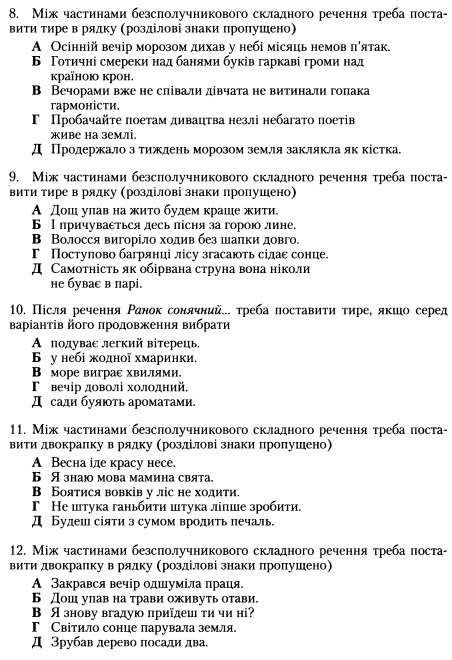 8. Між частинами безсполучникового складного речення треба поста-
вити тире в рядку (розділові знаки пропущено)
А Осінній вечір морозом дихав у небі місяць немов п’ятак.
Б Готичні смереки над банями буків гаркаві громи над
країною крон.
В Вечорами вже не співали дівчата не витинали гопака
гармоністи.
Г Пробачайте поетам дивацтва незлі небагато поетів
живе на землі.
Д Продержало з тиждень морозом земля заклякла як кістка.
9. Між частинами безсполучникового складного речення треба поста-
вити тире в рядку (розділові знаки пропущено)
А Дощ упав на жито будем краще жити.
Б І причувається десь пісня за горою лине.
В Волосся вигоріло ходив без шапки довго.
Г Поступово багрянці лісу згасають сідає сонце.
Д Самотність як обірвана струна вона ніколи
не буває в парі.
10. Після речення Ранок сонячний... треба поставити тире, якщо серед
варіантів його продовження вибрати
А подуває легкий вітерець.
Б у небі жодної хмаринки.
В море виграє хвилями.
Г вечір доволі холодний.
Д сади буяють ароматами.
11. Між частинами безсполучникового складного речення треба поста-
вити двокрапку в рядку (розділові знаки пропущено)
А Весна іде красу несе.
Б Я знаю мова мамина свята.
В Боятися вовків у ліс не ходити.
Г Не штука ганьбити штука ліпше зробити.
Д Будеш сіяти з сумом вродить печаль.
12. Між частинами безсполучникового складного речення треба поста-
вити двокрапку в рядку (розділові знаки пропущено)
А Закрався вечір одшуміла праця.
Б Дощ упав на трави оживуть отави.
В Я знову вгадую приїдеш ти чи ні?
Г Світило сонце парувала земля.
Д Зрубав дерево посади два.